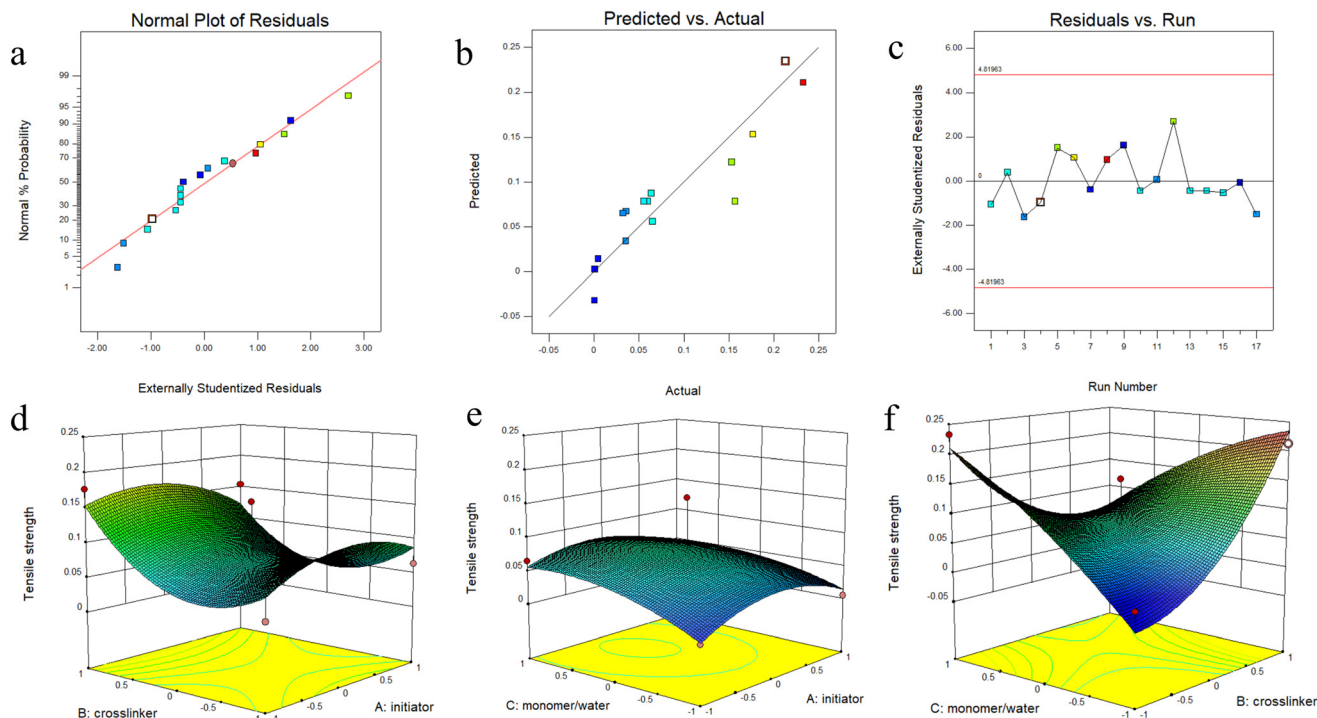 a
Normal Plot of Residuals
Normal % Probability
99
95
90
80
70
50
30
20
10
5
1
-2.00 -1.00 0.00 1.00 2.00 3.00
Externally Studentized Residuals
b
Predicted vs. Actual
Predicted
0.25
0.2
0.15
0.1
0.05
0
-0.05
-0.05 0 0.05 0.1 0.15 0.2 0.25
Actual
c
Residuals vs. Run
Externally Studentized Residuals
6.00
4.00
2.00
0.00
-2.00
-4.00
-6.00
4.81963
0
-4.81963
1 3 5 7 9 11 13 15 17
Run Number
d
Tensile strength
0.25
0.2
0.15
0.1
0.05
0
1 0.5 0 -0.5 -1
B: crosslinker
-1 -0.5 0 0.5 1
A: initiator
e
Tensile strength
0.25
0.2
0.15
0.1
0.05
0
1 0.5 0 -0.5 -1
C: monomer/water
-1 -0.5 0 0.5 1
A: initiator
f
Tensile strength
0.25
0.2
0.15
0.1
0.05
0
-0.05
1 0.5 0 -0.5 -1
C: monomer/water
-1 -0.5 0 0.5 1
B: crosslinker